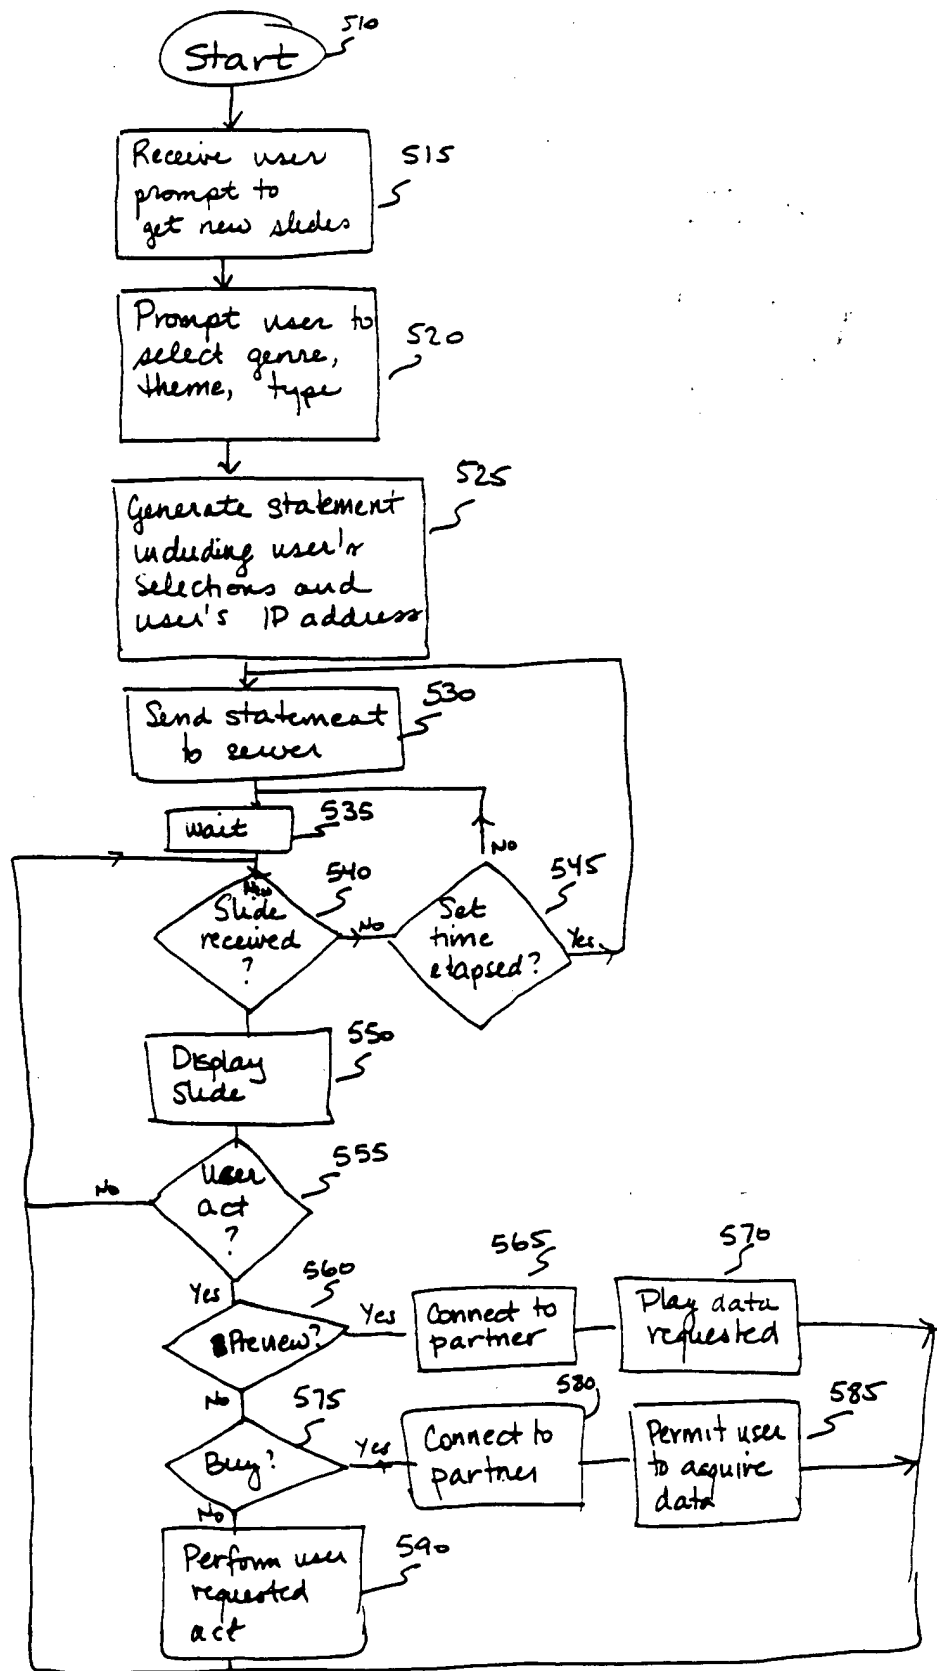 Start
510
Receive user
prompt to
get new slides
515
Prompt user to
select genre,
theme, type
520
Generate statement
including user's
selections and
user's IP address
525
Send statement
to server
530
wait
535
New
Slide
received
?
540
No
Set
time
elapsed?
545
No
Yes
Display
slide
550
User
act
?
555
No
Yes
Preview?
560
Yes
Connect to
partner
565
Play data
requested
570
No
Buy?
575
Yes
Connect to
partner
580
Permit user
to acquire
data
585
No
Perform user
requested
act
590